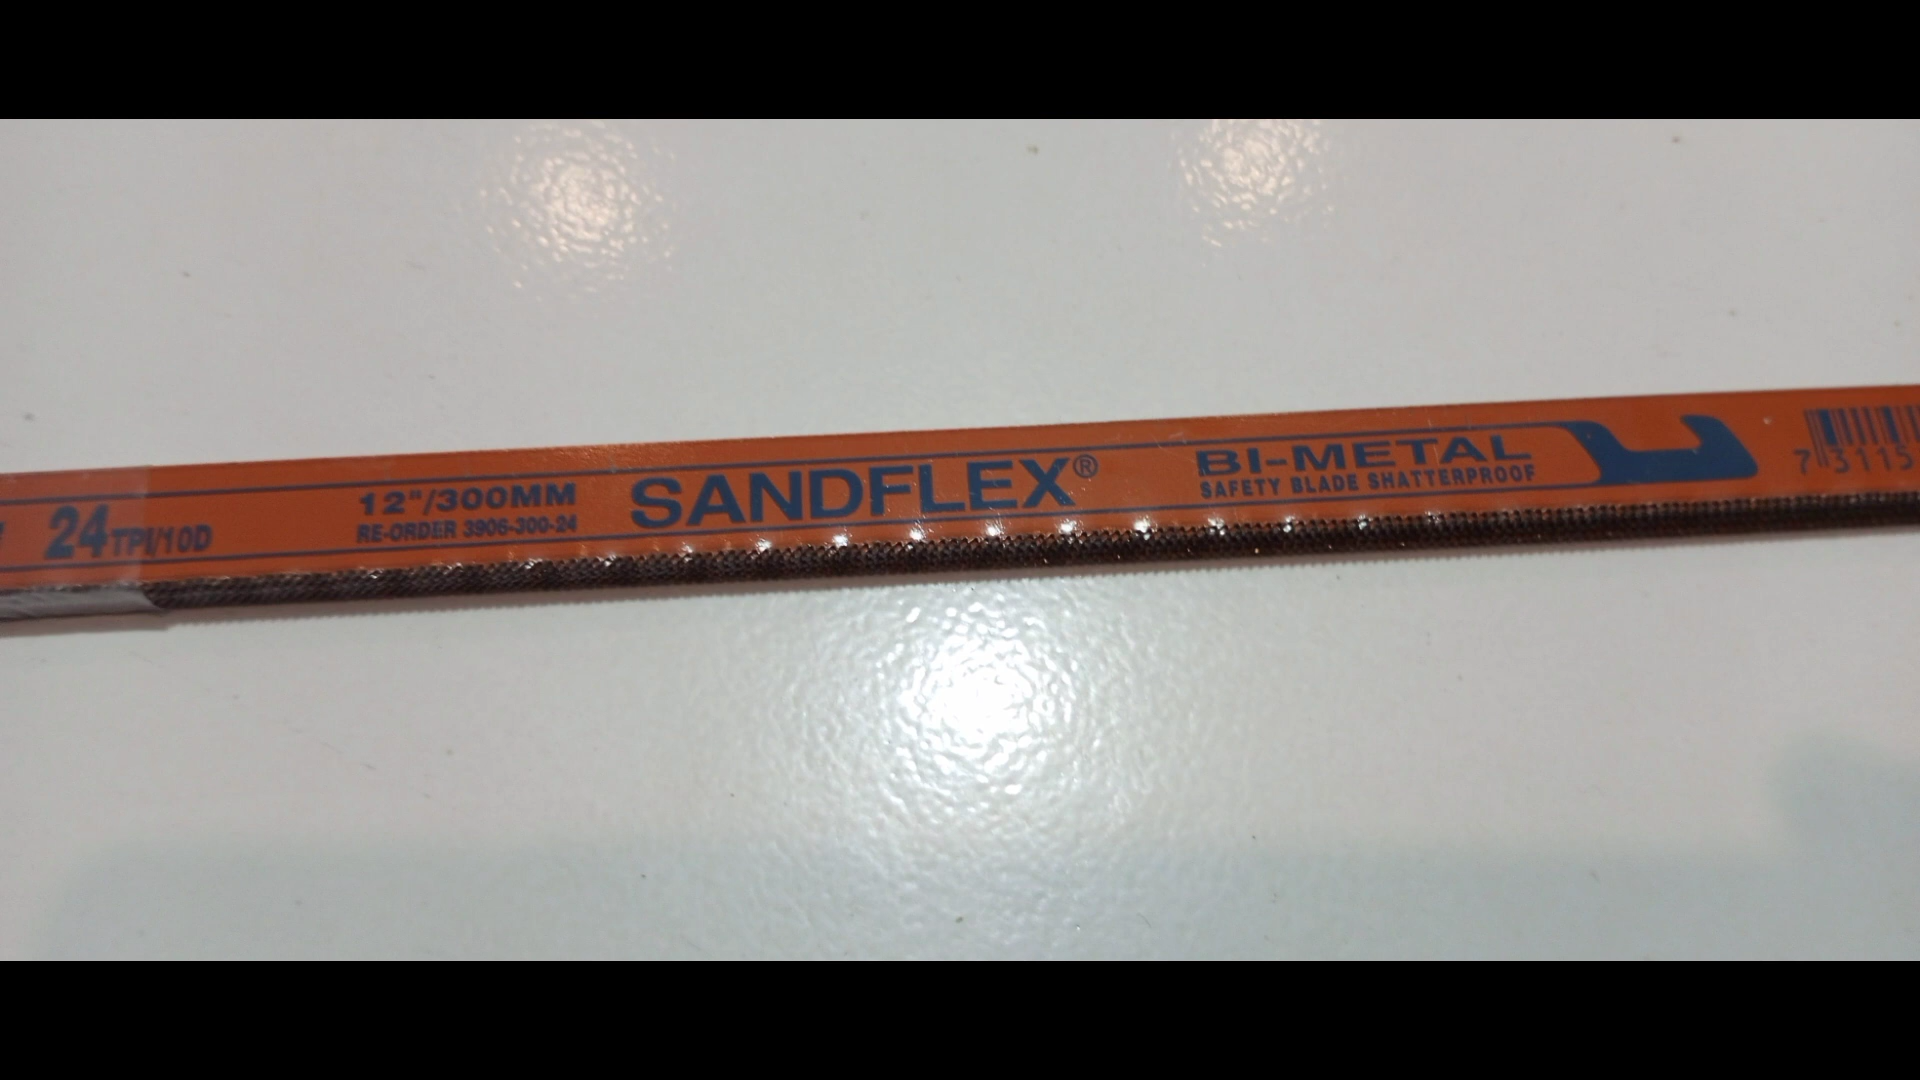 24TPI/10D
12"/300MM
RE-ORDER 3906-300-24
SANDFLEX®
BI-METAL
SAFETY BLADE SHATTERPROOF
7 3115